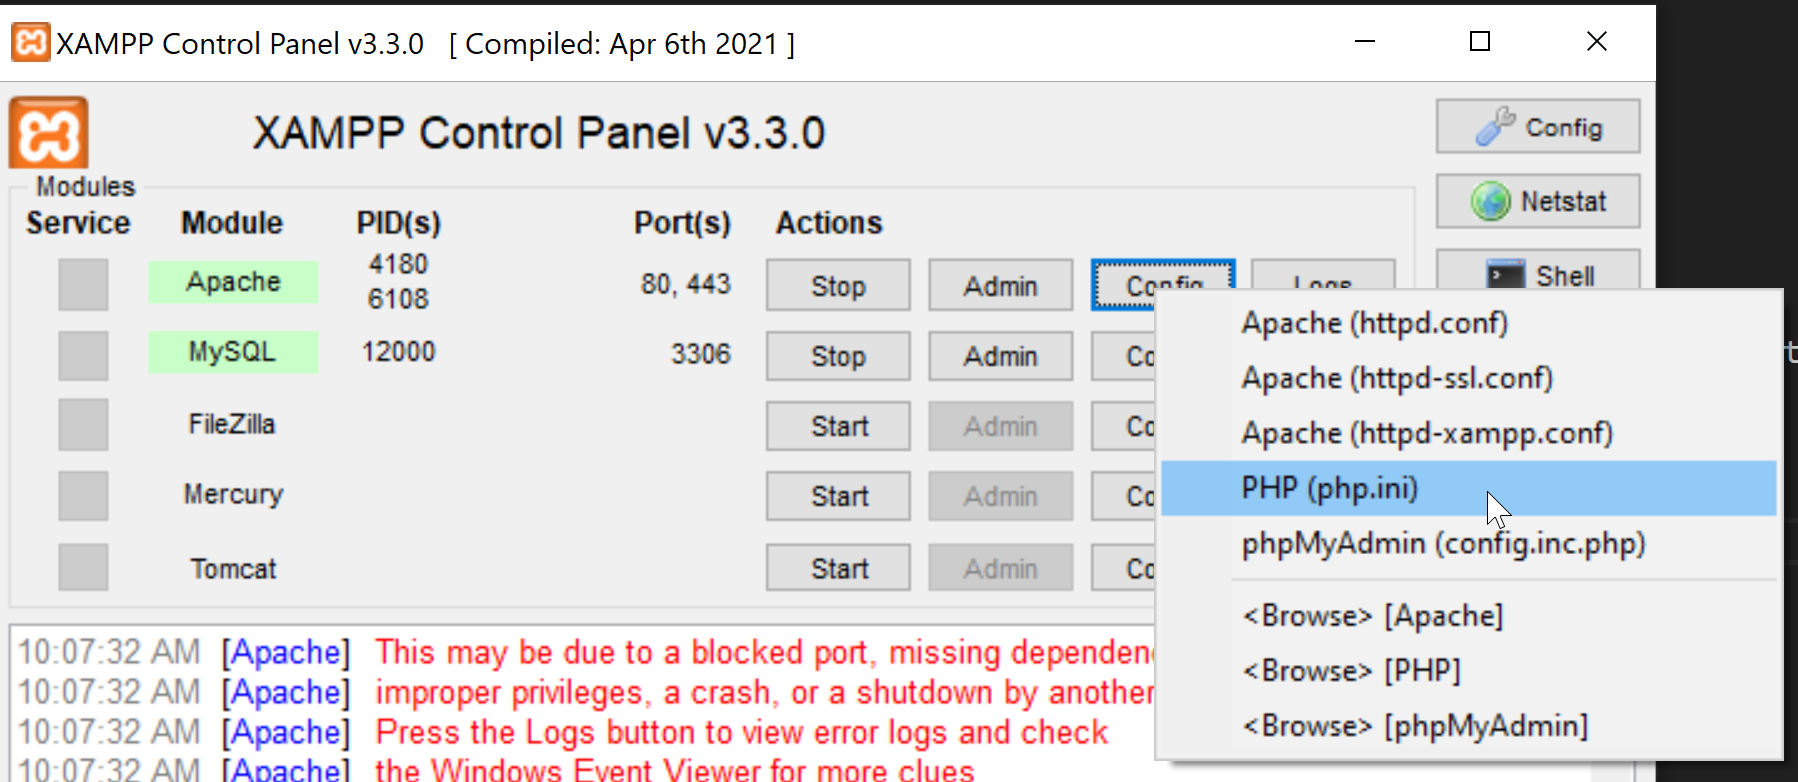 XAMPP Control Panel v3.3.0 [ Compiled: Apr 6th 2021 ]
XAMPP Control Panel v3.3.0
Config
Modules
Netstat
Service Module PID(s) Port(s) Actions
Shell
Apache 4180 6108 80, 443 Stop Admin Config Logs
MySQL 12000 3306 Stop Admin
FileZilla Start Admin
Mercury Start Admin
Tomcat Start Admin
Apache (httpd.conf)
Apache (httpd-ssl.conf)
Apache (httpd-xampp.conf)
PHP (php.ini)
phpMyAdmin (config.inc.php)
<Browse> [Apache]
<Browse> [PHP]
<Browse> [phpMyAdmin]
10:07:32 AM [Apache] This may be due to a blocked port, missing
10:07:32 AM [Apache] improper privileges, a crash, or a shutdown by another
10:07:32 AM [Apache] Press the Logs button to view error logs and check
10:07:32 AM [Apache] the Windows Event Viewer for more clues